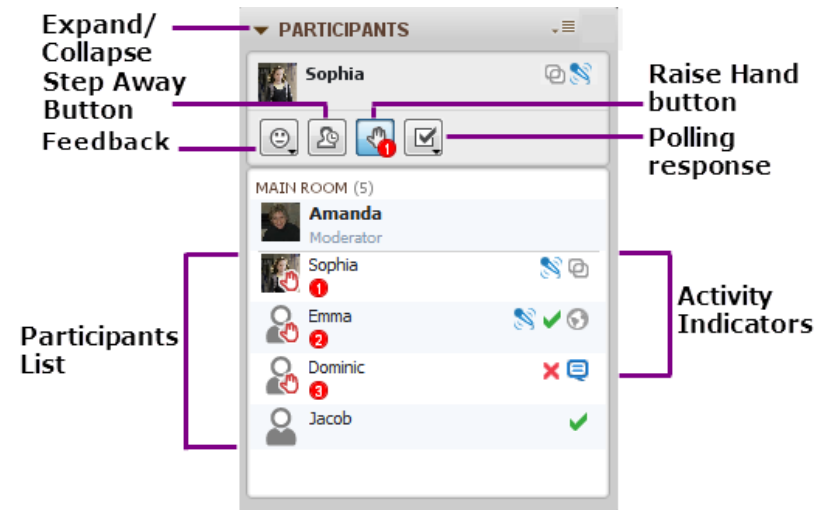 Expand/
Collapse
Step Away
Button
Feedback
PARTICIPANTS
Sophia
1
Raise Hand
button
Polling
response
MAIN ROOM (5)
Amanda
Moderator
Sophia
1
Emma
2
Dominic
3
Jacob
Participants
List
Activity
Indicators